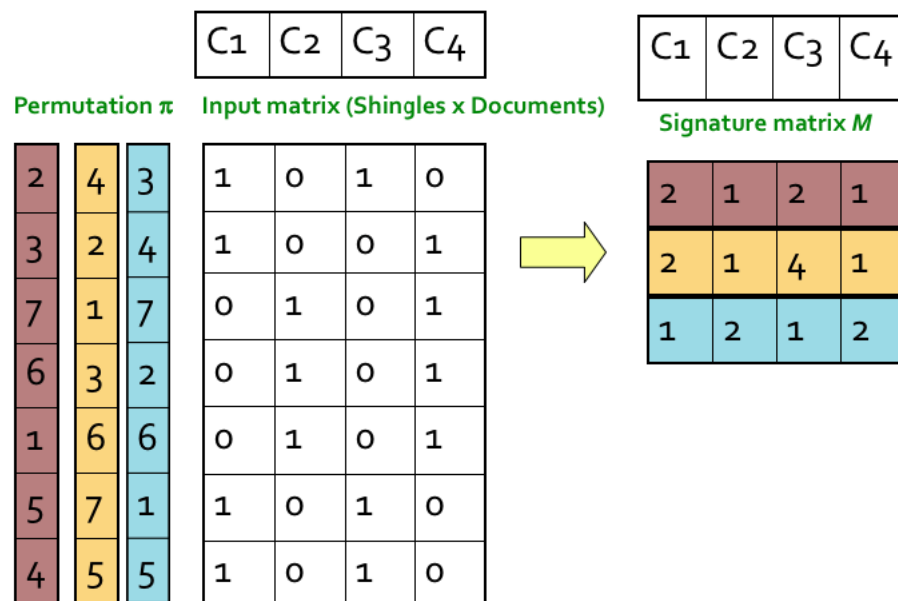 C1 C2 C3 C4
C1 C2 C3 C4
Permutation π Input matrix (Shingles x Documents)
Signature matrix M
2 4 3 1 0 1 0
3 2 4 1 0 0 1
7 1 7 0 1 0 1
6 3 2 0 1 0 1
1 6 6 0 1 0 1
5 7 1 1 0 1 0
4 5 5 1 0 1 0
2 1 2 1
2 1 4 1
1 2 1 2